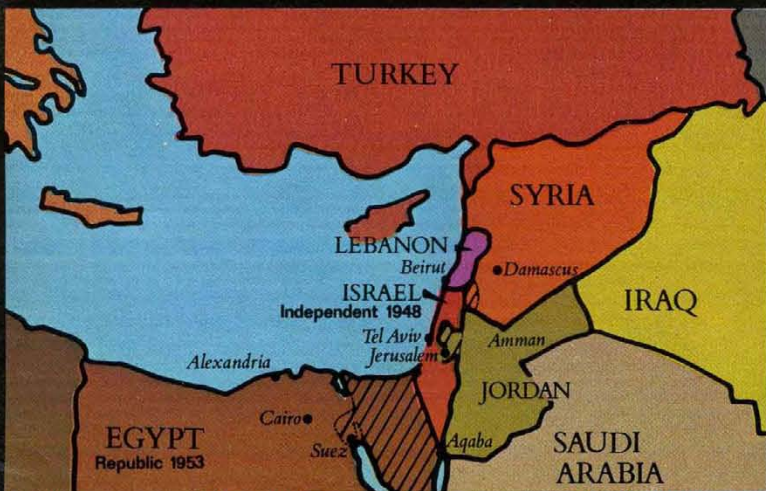 TURKEY
SYRIA
LEBANON
Beirut
Damascus
ISRAEL
Independent 1948
IRAQ
Tel Aviv
Jerusalem
Amman
Alexandria
JORDAN
Cairo
EGYPT
Republic 1953
Suez
Aqaba
SAUDI
ARABIA